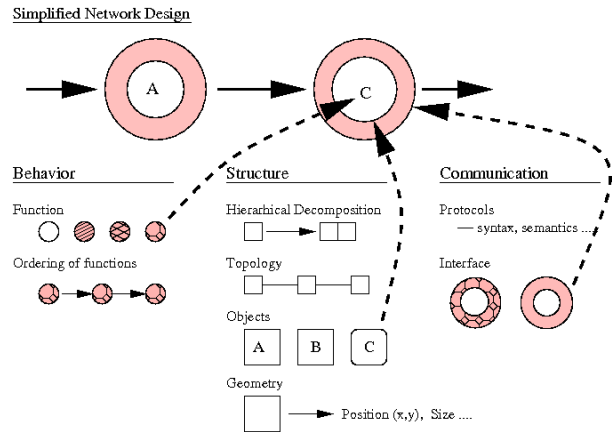 Simplified Network Design
A
C
Behavior
Structure
Communication
Function
Ordering of functions
Hierarhical Decomposition
Topology
Objects
A B C
Geometry
Position (x,y), Size ....
Protocols
— syntax, semantics ....
Interface